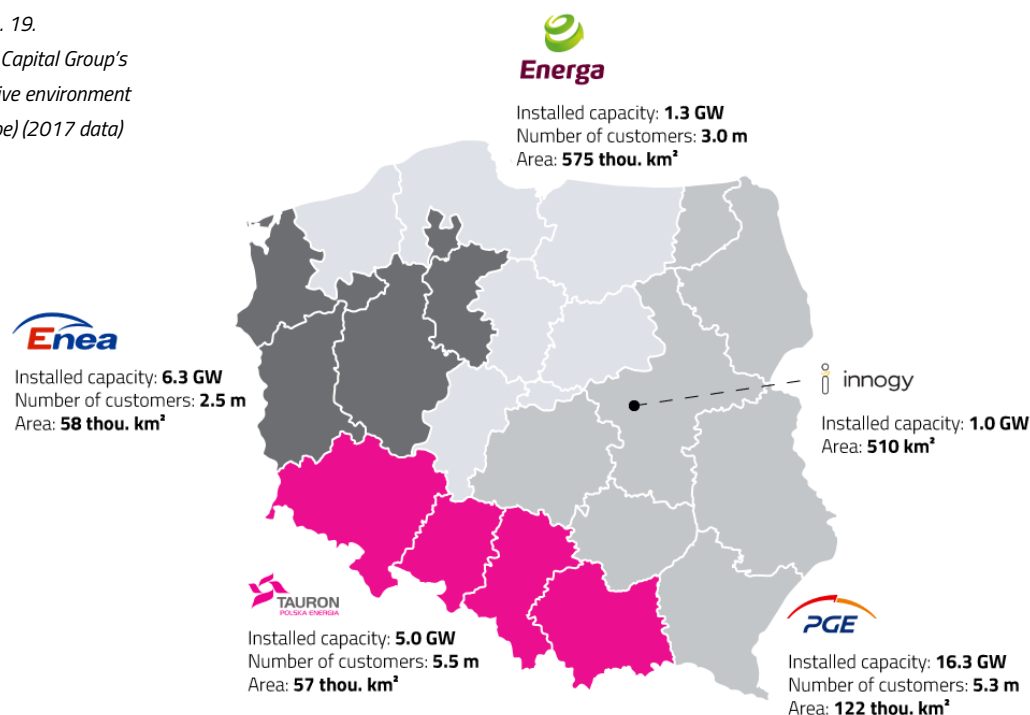 . 19.
Capital Group's
ive environment
pe) (2017 data)
Energa
Installed capacity: 1.3 GW
Number of customers: 3.0 m
Area: 575 thou. km²
Enea
Installed capacity: 6.3 GW
Number of customers: 2.5 m
Area: 58 thou. km²
innogy
Installed capacity: 1.0 GW
Area: 510 km²
TAURON
POLSKA ENERGIA
Installed capacity: 5.0 GW
Number of customers: 5.5 m
Area: 57 thou. km²
PGE
Installed capacity: 16.3 GW
Number of customers: 5.3 m
Area: 122 thou. km²